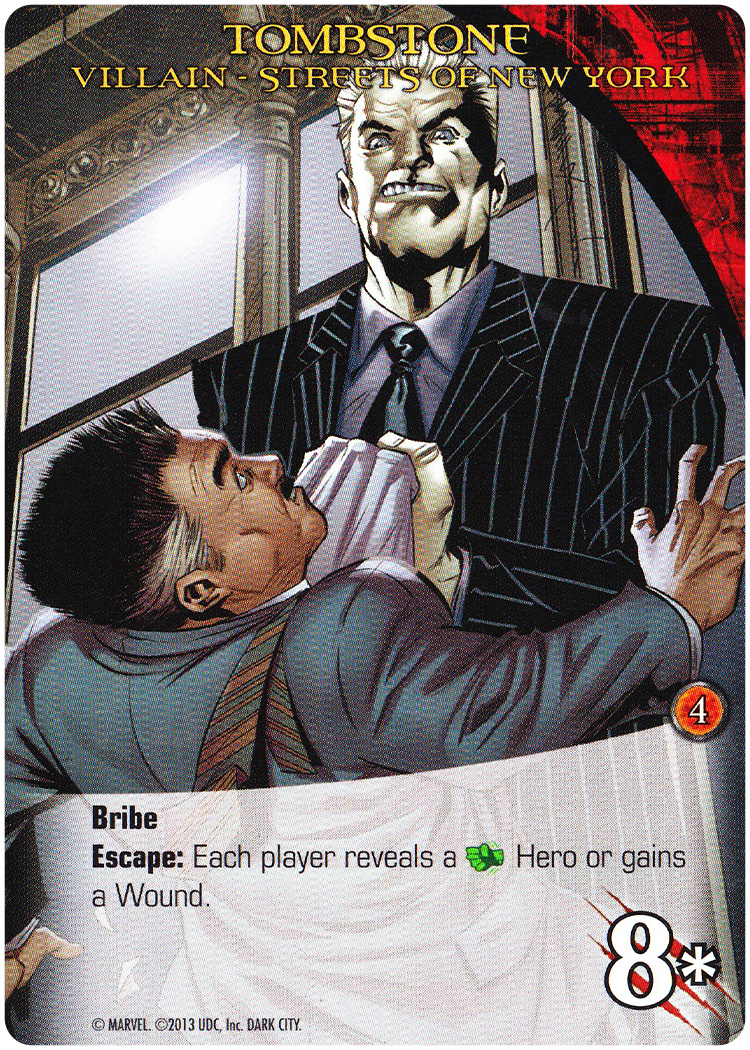 TOMBSTONE
VILLAIN - STREETS OF NEW YORK
4
Bribe
Escape: Each player reveals a Hero or gains
a Wound.
8*
© MARVEL. ©2013 UDC, Inc. DARK CITY.